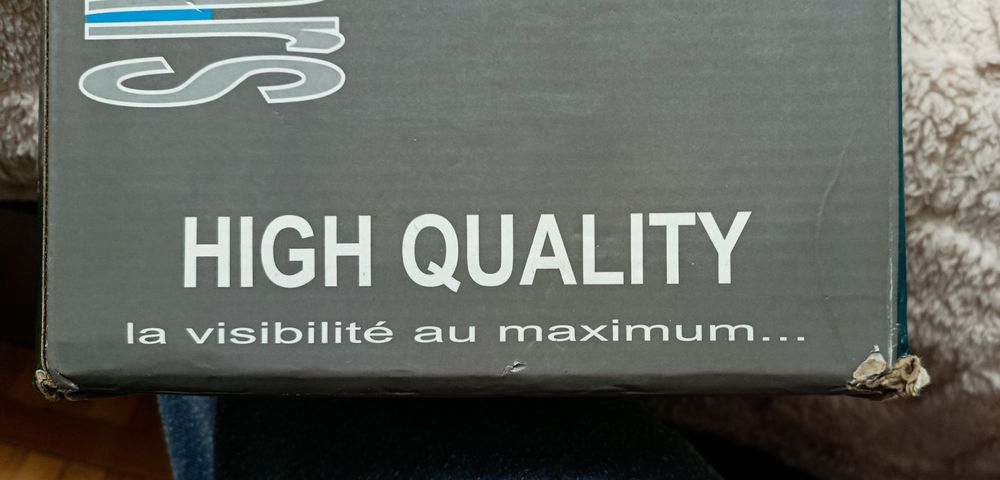 HIGH QUALITY
la visibilité au maximum...